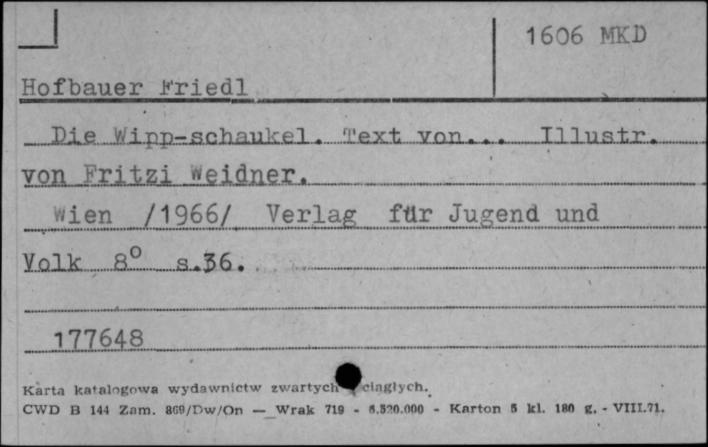 1606 MKD
Hofbauer Friedl
Die Wipp-schaukel. Text von... Illustr.
von Fritzi Weidner.
Wien /1966/ Verlag für Jugend und
Volk 8° s.36.
177648
Karta katalogowa wydawnictw zwartych ciągłych.
CWD B 144 Zam. 869/Dw/On — Wrak 719 - 6.520.000 - Karton 5 kl. 180 g. - VIII.71.